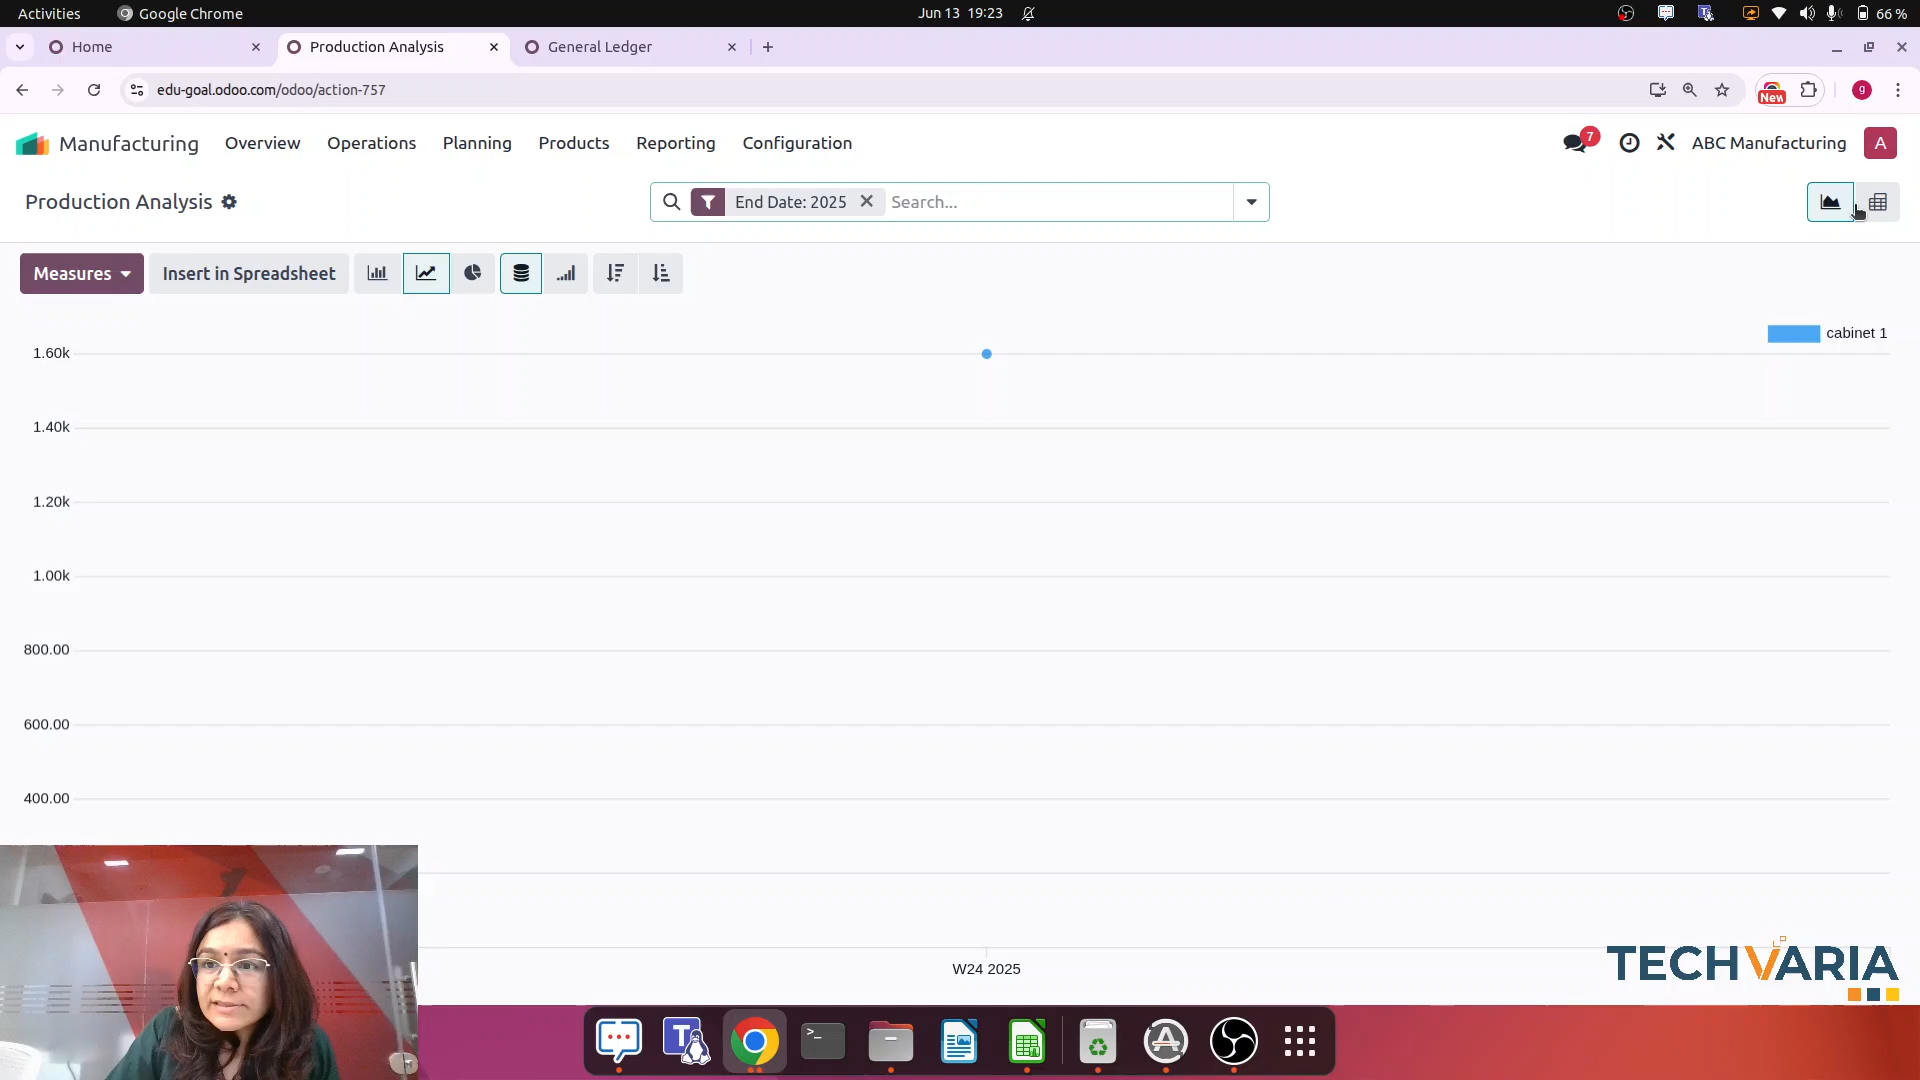 Activities
Google Chrome
Jun 13 19:23
66 %
Home
Production Analysis
General Ledger
edu-goal.odoo.com/odoo/action-757
New
g
Manufacturing
Overview
Operations
Planning
Products
Reporting
Configuration
7
ABC Manufacturing
A
Production Analysis
End Date: 2025
Search...
Measures
Insert in Spreadsheet
cabinet 1
1.60k
1.40k
1.20k
1.00k
800.00
600.00
400.00
W24 2025
TECHVARIA